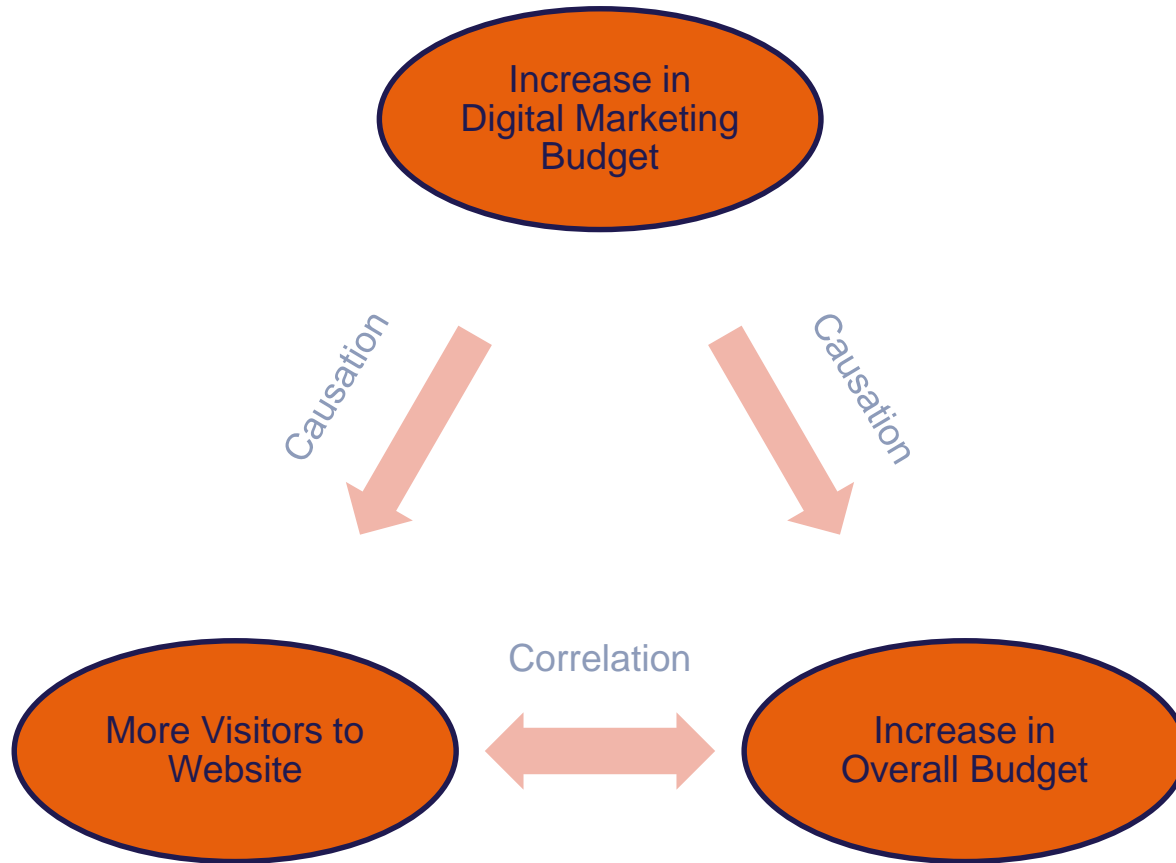 Increase in
Digital Marketing
Budget
Causation
Causation
Correlation
More Visitors to
Website
Increase in
Overall Budget